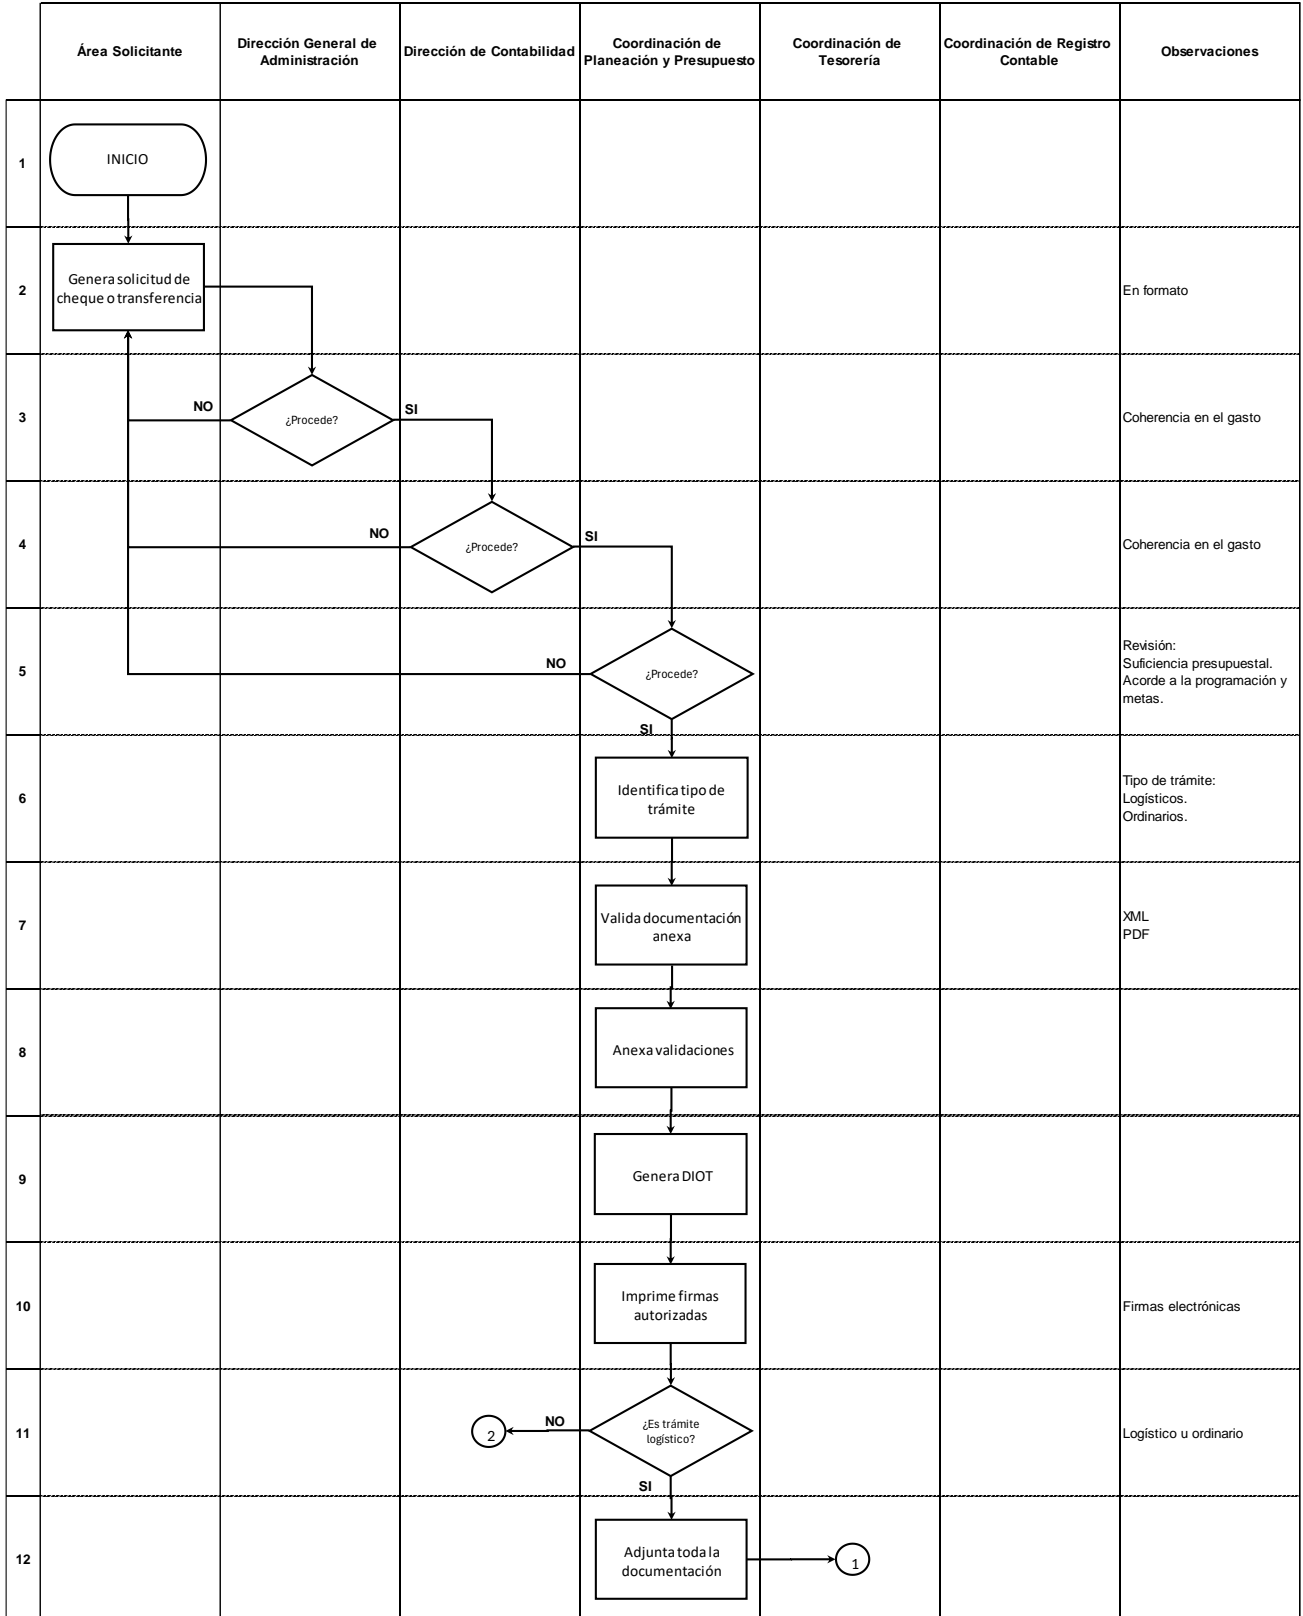 Área Solicitante
Dirección General de
Administración
Dirección de Contabilidad
Coordinación de
Planeación y Presupuesto
Coordinación de
Tesorería
Coordinación de Registro
Contable
Observaciones
1
INICIO
2
Genera solicitud de
cheque o transferencia
En formato
3
NO
¿Procede?
SI
Coherencia en el gasto
4
NO
¿Procede?
SI
Coherencia en el gasto
5
NO
¿Procede?
SI
Revisión:
Suficiencia presupuestal.
Acorde a la programación y
metas.
6
Identifica tipo de
trámite
Tipo de trámite:
Logísticos.
Ordinarios.
7
Valida documentación
anexa
XML
PDF
8
Anexa validaciones
9
Genera DIOT
10
Imprime firmas
autorizadas
Firmas electrónicas
11
2
NO
¿Es trámite
logístico?
SI
Logístico u ordinario
12
Adjunta toda la
documentación
1